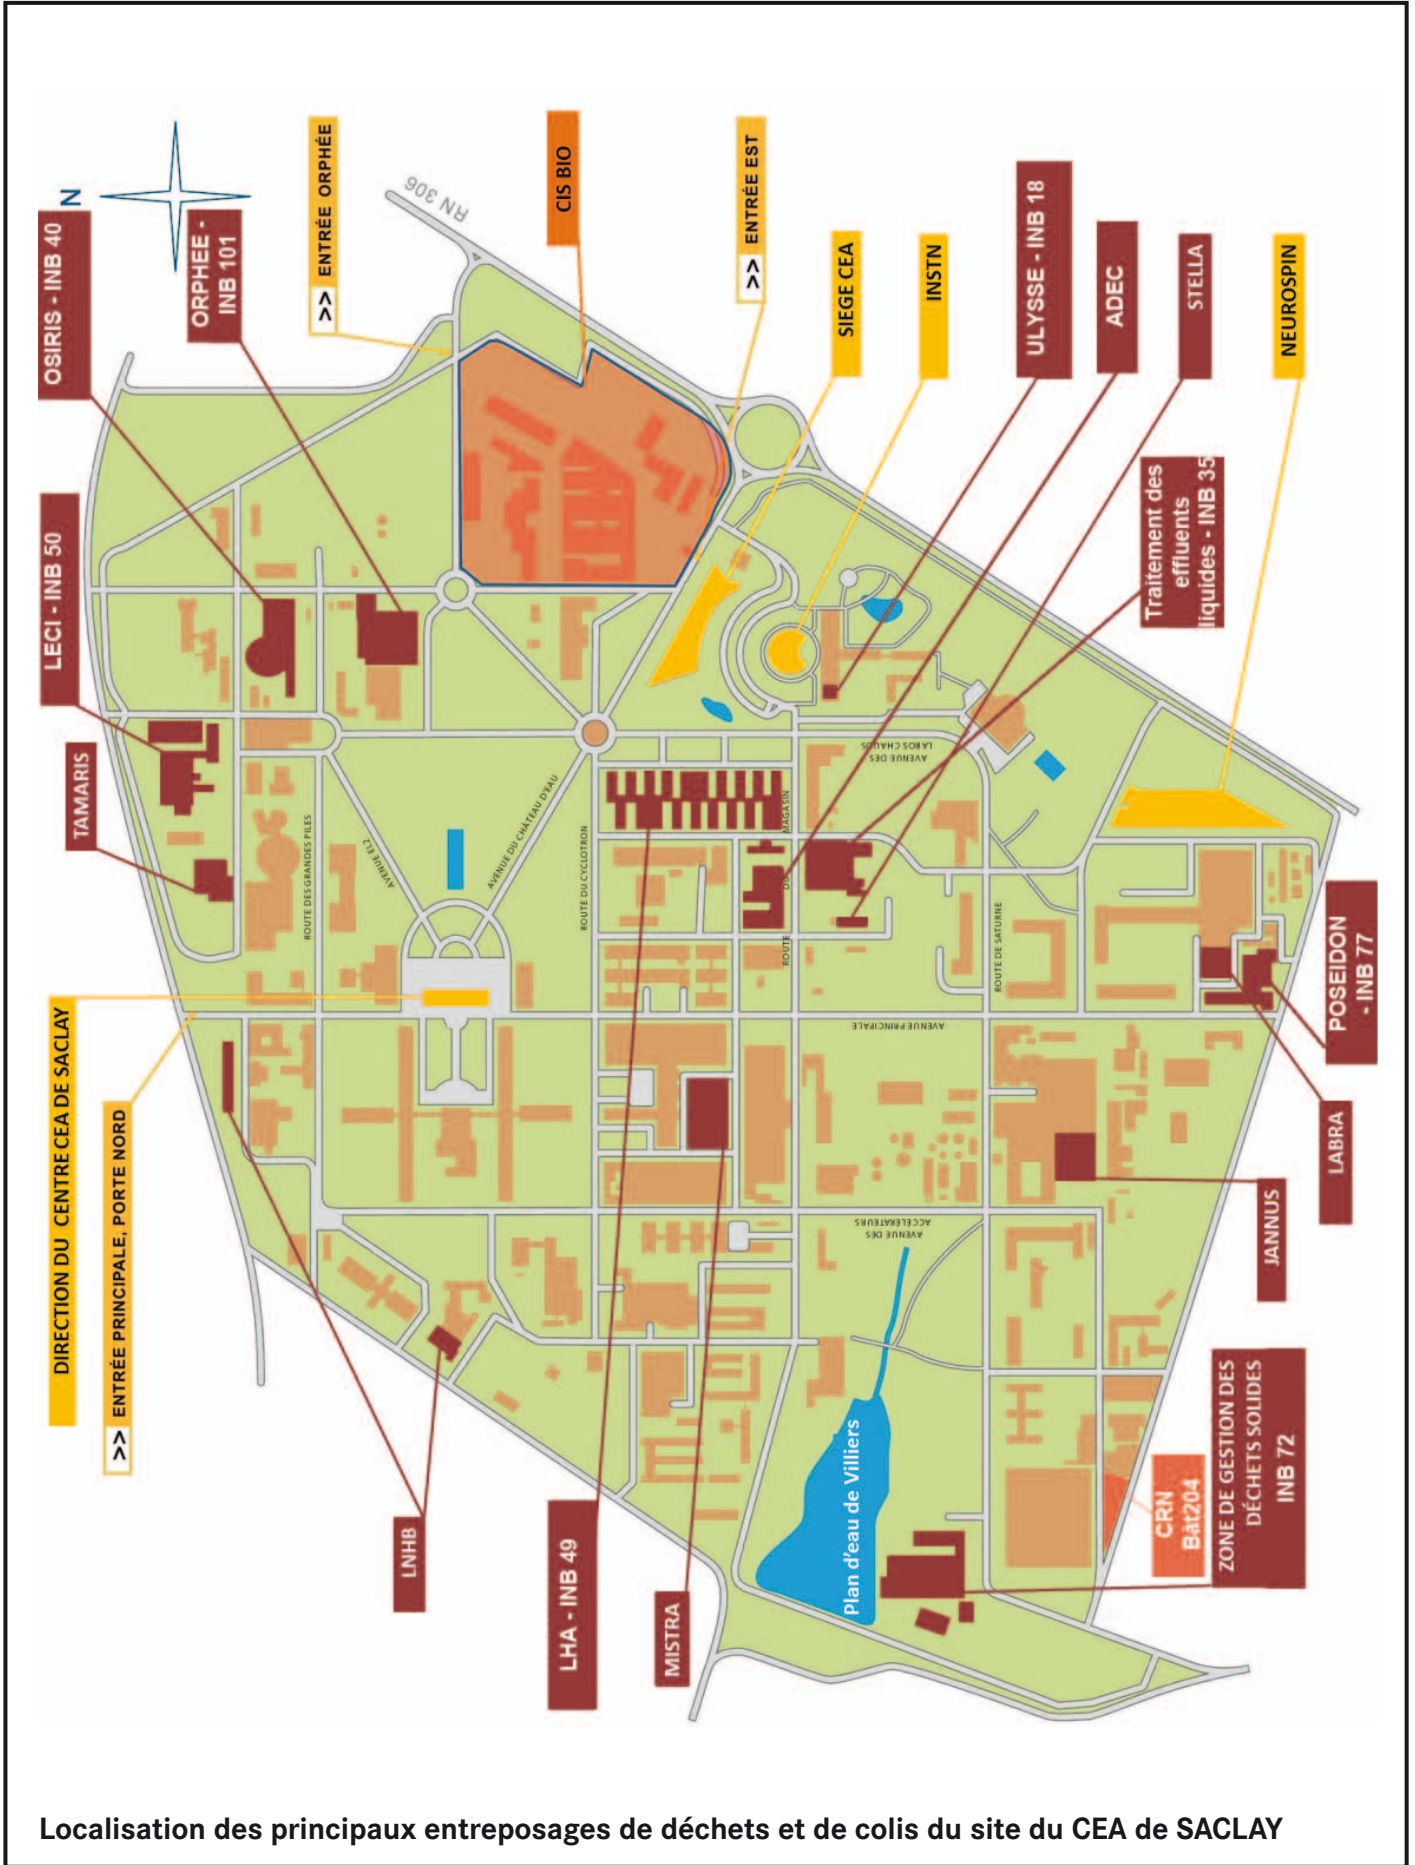 N
OSIRIS - INB 40
ORPHEE -
INB 101
>> ENTRÉE ORPHÉE
RN 306
CIS BIO
>> ENTRÉE EST
SIEGE CEA
INSTN
ULYSSE - INB 18
ADEC
STELLA
NEUROSPIN
LECI - INB 50
Traitement des
effluents
liquides - INB 35
TAMARIS
AVENUE DES
LABOS CHAUDS
ROUTE DES GRANDES PILES
AVENUE EL2
AVENUE DU CHÂTEAU D'EAU
ROUTE DU CYCLOTRON
ROUTE DU MAGASIN
ROUTE DE SATURNE
AVENUE PRINCIPALE
POSEIDON
- INB 77
DIRECTION DU CENTRE CEA DE SACLAY
>> ENTRÉE PRINCIPALE, PORTE NORD
LABRA
JANNUS
AVENUE DES
ACCÉLÉRATEURS
LNHB
LHA - INB 49
MISTRA
Plan d'eau de Villiers
CRN
Bât204
ZONE DE GESTION DES
DÉCHETS SOLIDES
INB 72
Localisation des principaux entreposages de déchets et de colis du site du CEA de SACLAY